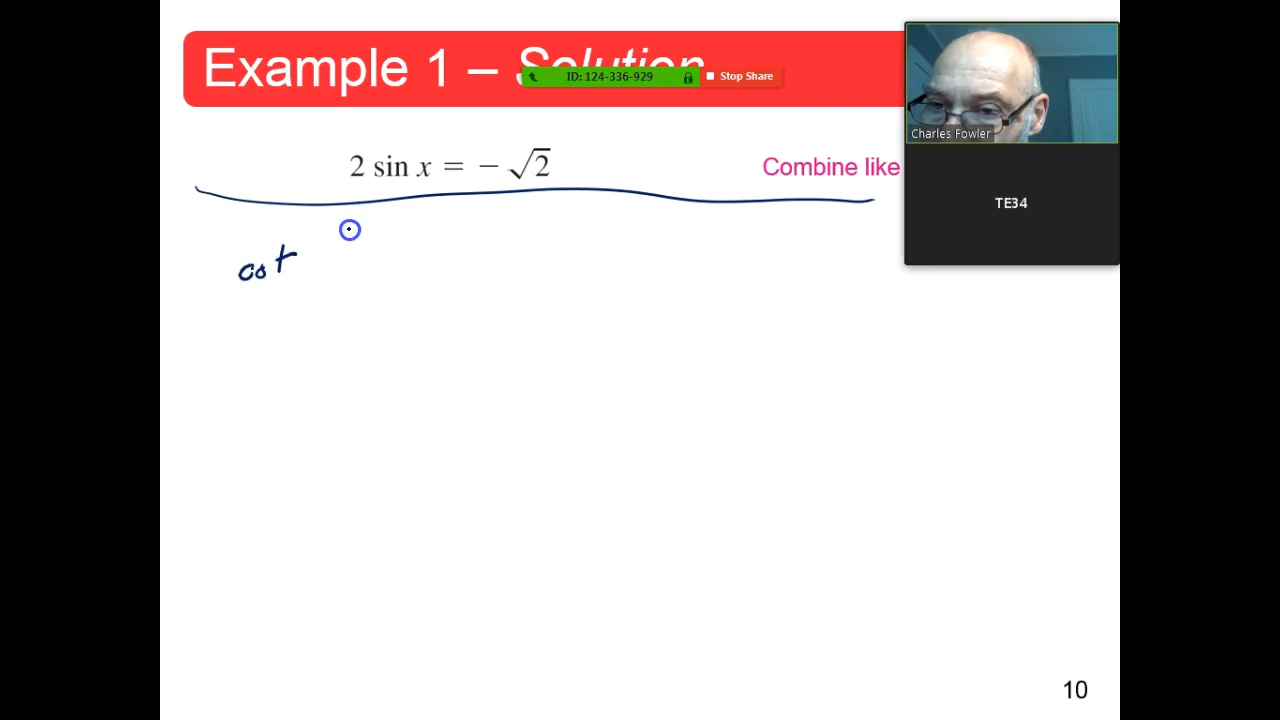 Example 1 – Solution
ID: 124-336-929
Stop Share
Charles Fowler
2 sin x = − √2
Combine like
TE34
cot
10